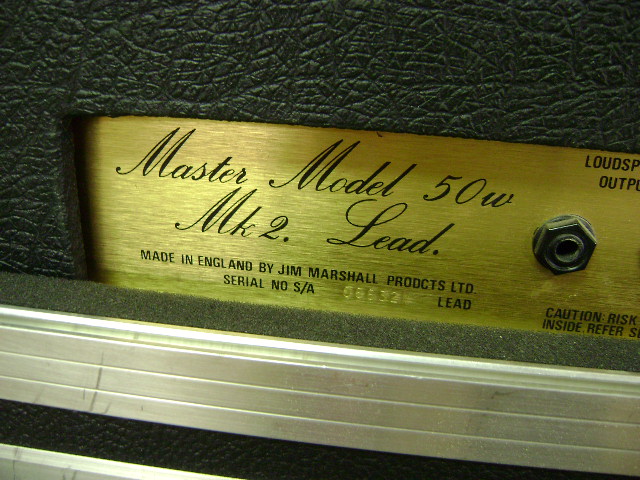 Master Model 50w
Mk2. Lead.
MADE IN ENGLAND BY JIM MARSHALL PRODCTS LTD
SERIAL NO S/A LEAD
LOUDSP
OUTPU
CAUTION: RISK
INSIDE. REFER S